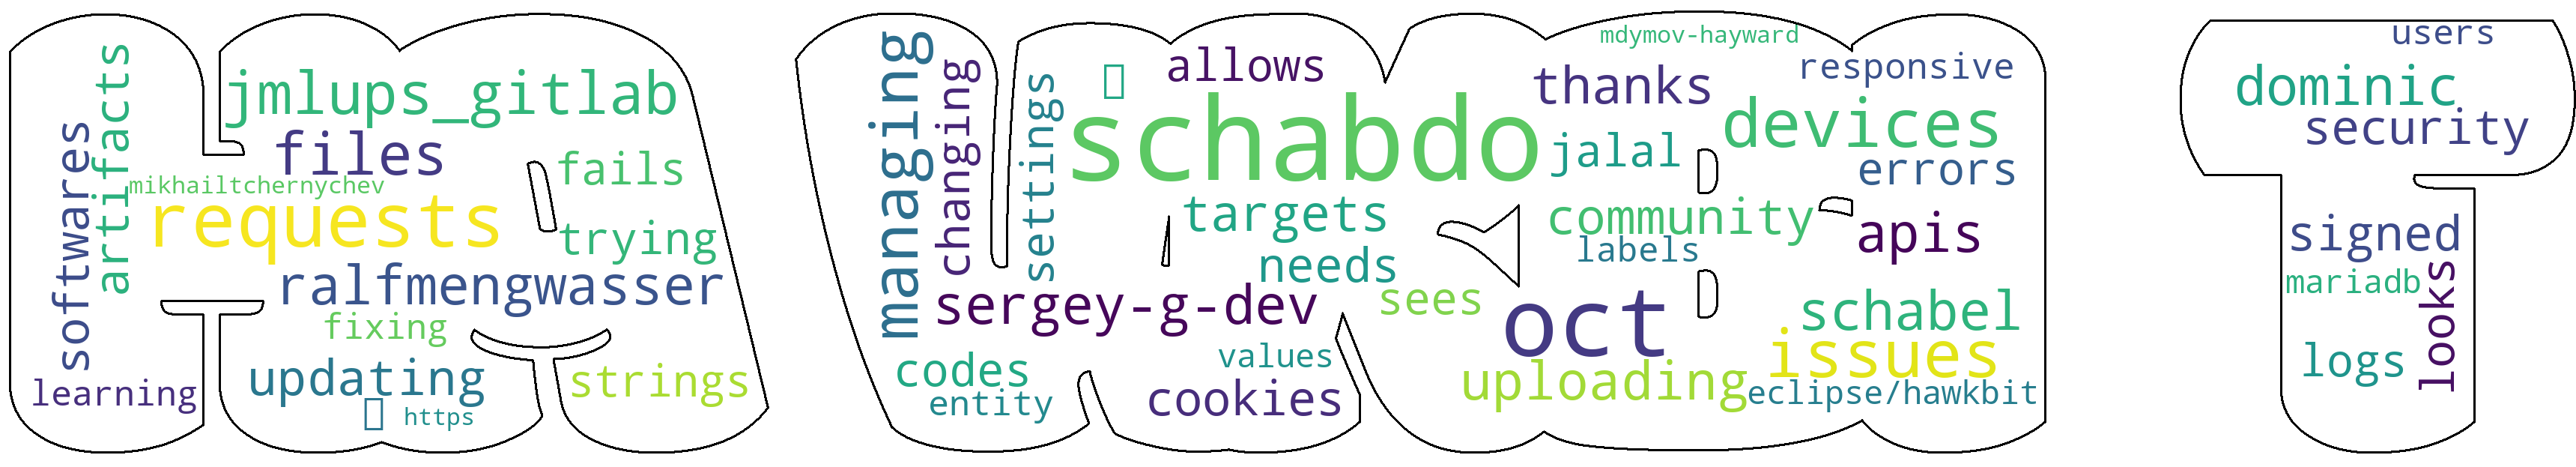 softwares
artifacts
jmlups_gitlab
files
fails
mikhailtchernychev
requests
trying
ralfmengwasser
fixing
updating
strings
learning
https
managing
changing
settings
allows
schabdo
mdymov-hayward
thanks
responsive
devices
jalal
errors
targets
community
apis
labels
needs
sergey-g-dev
sees
oct
schabel
values
issues
codes
entity
cookies
uploading
eclipse/hawkbit
users
dominic
security
signed
mariadb
looks
logs